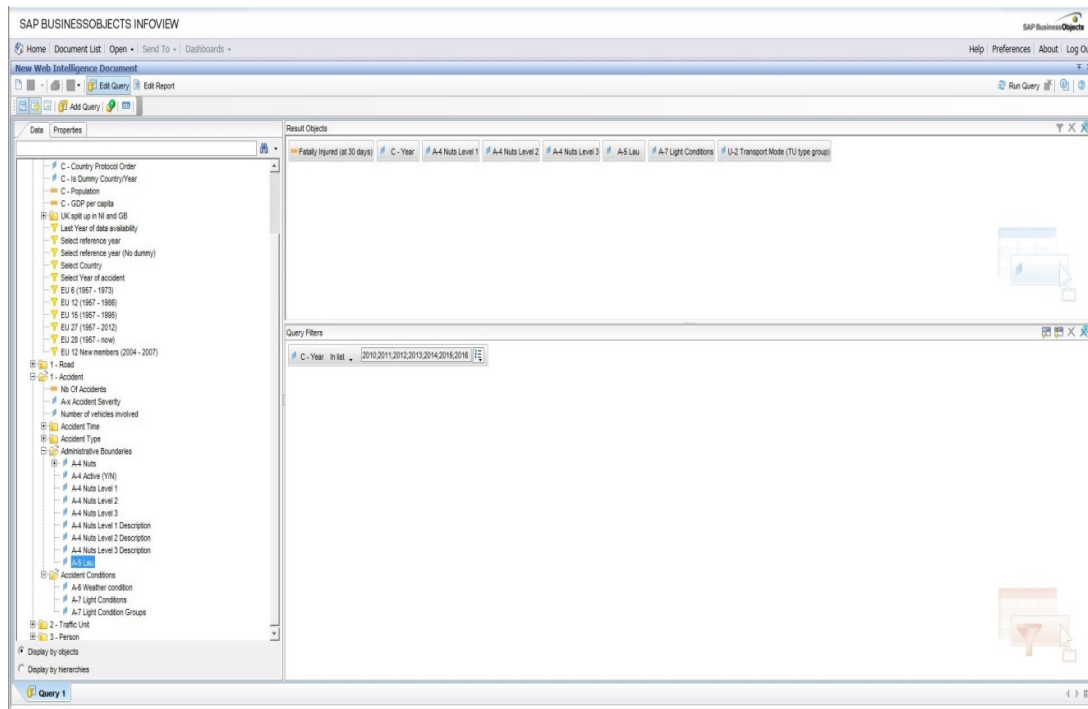 SAP BUSINESSOBJECTS INFOVIEW
SAP BusinessObjects
Home Document List Open Send To Dashboards
Help Preferences About Log Ou
New Web Intelligence Document
Edit Query Edit Report
Run Query
Add Query
Data Properties
Result Objects
Fatally Injured (at 30 days) C - Year A-4 Nuts Level 1 A-4 Nuts Level 2 A-4 Nuts Level 3 A-5 Lau A-7 Light Conditions U-2 Transport Mode (TU type group)
C - Country Protocol Order
C - Is Dummy Country/Year
C - Population
C - GDP per capita
UK split up in NI and GB
Last Year of data availability
Select reference year
Select reference year (No dummy)
Select Country
Select Year of accident
EU 6 (1957 - 1973)
EU 12 (1957 - 1986)
EU 15 (1957 - 1995)
EU 27 (1957 - 2012)
EU 28 (1957 - now)
EU 12 New members (2004 - 2007)
1 - Road
1 - Accident
Nb Of Accidents
A-x Accident Severity
Number of vehicles involved
Accident Time
Accident Type
Administrative Boundaries
A-4 Nuts
A-4 Active (Y/N)
A-4 Nuts Level 1
A-4 Nuts Level 2
A-4 Nuts Level 3
A-4 Nuts Level 1 Description
A-4 Nuts Level 2 Description
A-4 Nuts Level 3 Description
A-5 Lau
Accident Conditions
A-6 Weather condition
A-7 Light Conditions
A-7 Light Condition Groups
2 - Traffic Unit
3 - Person
Display by objects
Display by hierarchies
Query Filters
C - Year In list 2010;2011;2012;2013;2014;2015;2016
Query 1